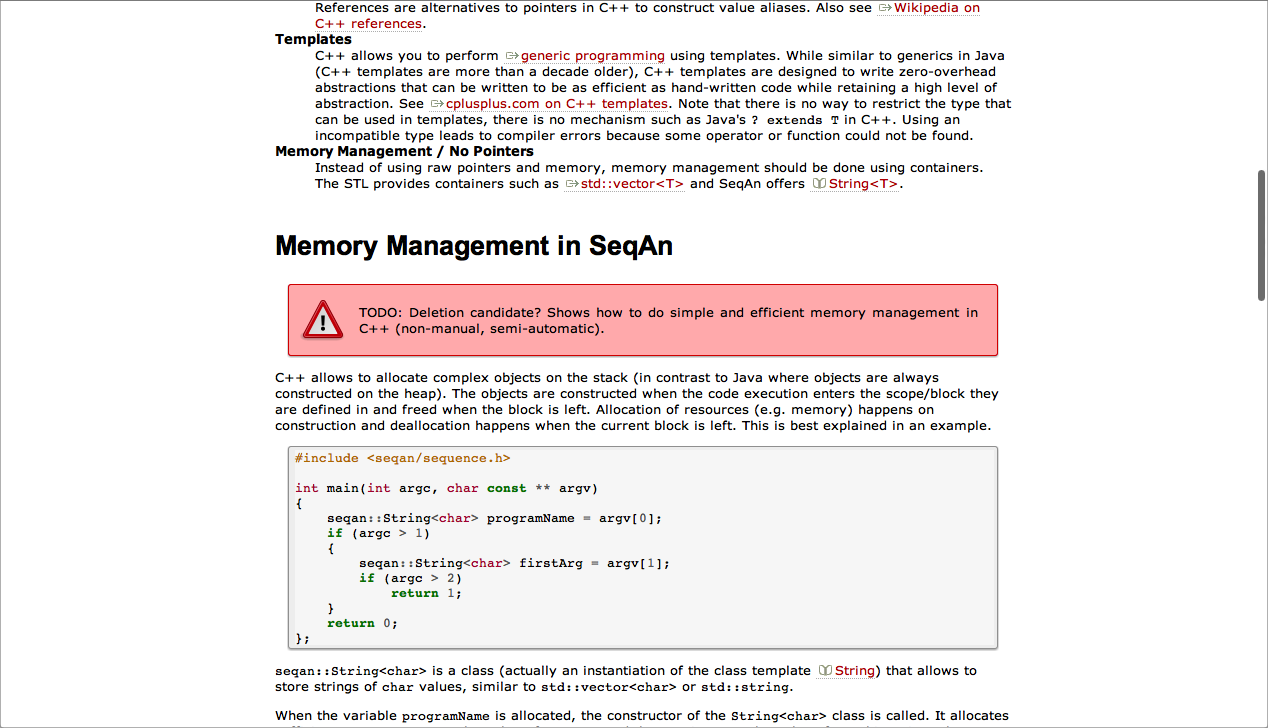 References are alternatives to pointers in C++ to construct value aliases. Also see Wikipedia on
C++ references.
Templates
C++ allows you to perform generic programming using templates. While similar to generics in Java
(C++ templates are more than a decade older), C++ templates are designed to write zero-overhead
abstractions that can be written to be as efficient as hand-written code while retaining a high level of
abstraction. See cplusplus.com on C++ templates. Note that there is no way to restrict the type that
can be used in templates, there is no mechanism such as Java's ? extends T in C++. Using an
incompatible type leads to compiler errors because some operator or function could not be found.
Memory Management / No Pointers
Instead of using raw pointers and memory, memory management should be done using containers.
The STL provides containers such as std::vector<T> and SeqAn offers String<T>.
Memory Management in SeqAn
TODO: Deletion candidate? Shows how to do simple and efficient memory management in
C++ (non-manual, semi-automatic).
C++ allows to allocate complex objects on the stack (in contrast to Java where objects are always
constructed on the heap). The objects are constructed when the code execution enters the scope/block they
are defined in and freed when the block is left. Allocation of resources (e.g. memory) happens on
construction and deallocation happens when the current block is left. This is best explained in an example.
#include <seqan/sequence.h>
int main(int argc, char const ** argv)
{
    seqan::String<char> programName = argv[0];
    if (argc > 1)
    {
        seqan::String<char> firstArg = argv[1];
        if (argc > 2)
            return 1;
    }
    return 0;
};
seqan::String<char> is a class (actually an instantiation of the class template String) that allows to
store strings of char values, similar to std::vector<char> or std::string.
When the variable programName is allocated, the constructor of the String<char> class is called. It allocates